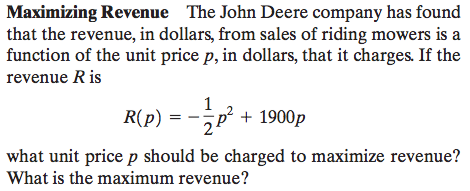 Maximizing Revenue The John Deere company has found
that the revenue, in dollars, from sales of riding mowers is a
function of the unit price p, in dollars, that it charges. If the
revenue R is
R(p) = -1/2 p² + 1900p
what unit price p should be charged to maximize revenue?
What is the maximum revenue?